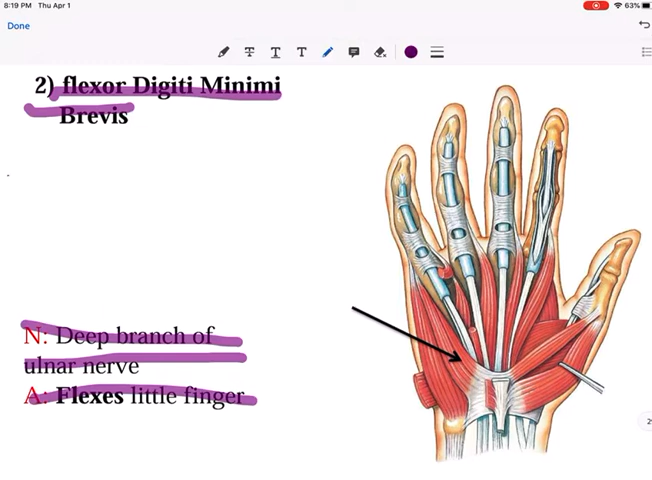 8:19 PM Thu Apr 1
63%
Done
T T T
2) flexor Digiti Minimi
Brevis
N: Deep branch of
ulnar nerve
A: Flexes little finger